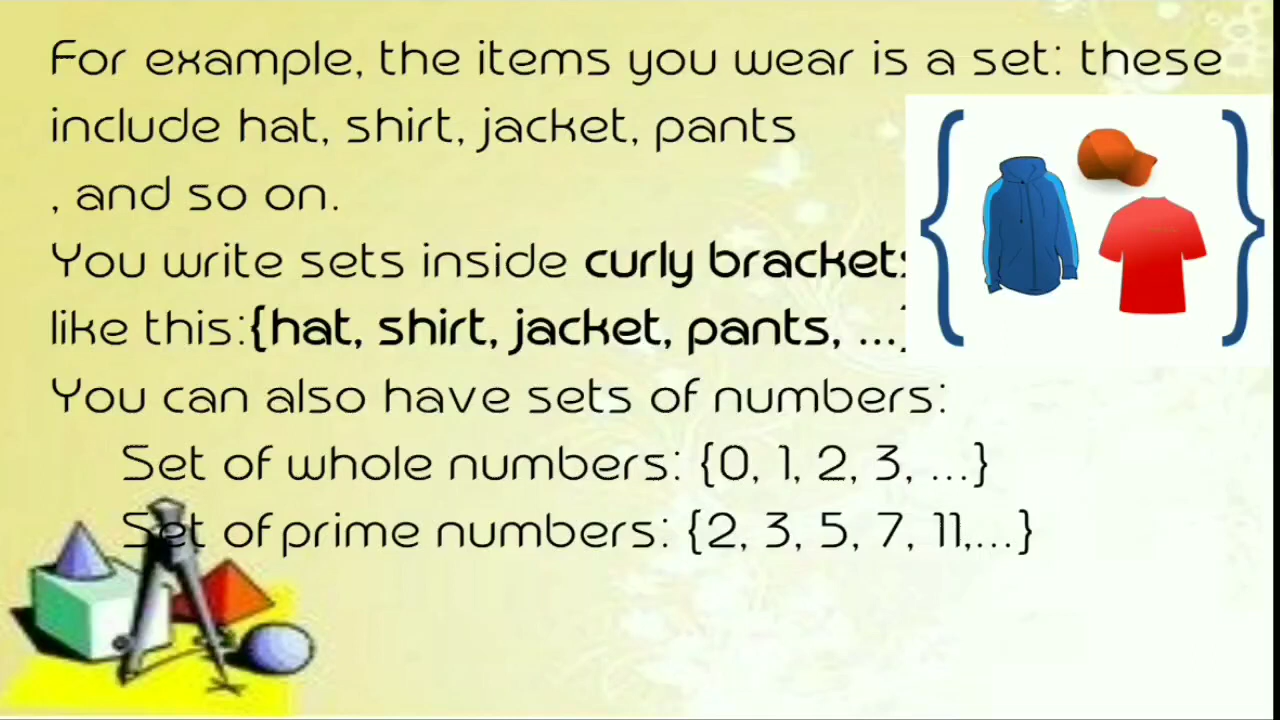 For example, the items you wear is a set: these
include hat, shirt, jacket, pants
, and so on.
You write sets inside curly brackets
like this:{hat, shirt, jacket, pants, ...}
You can also have sets of numbers:
Set of whole numbers: {0, 1, 2, 3, ...}
Set of prime numbers: {2, 3, 5, 7, 11,...}